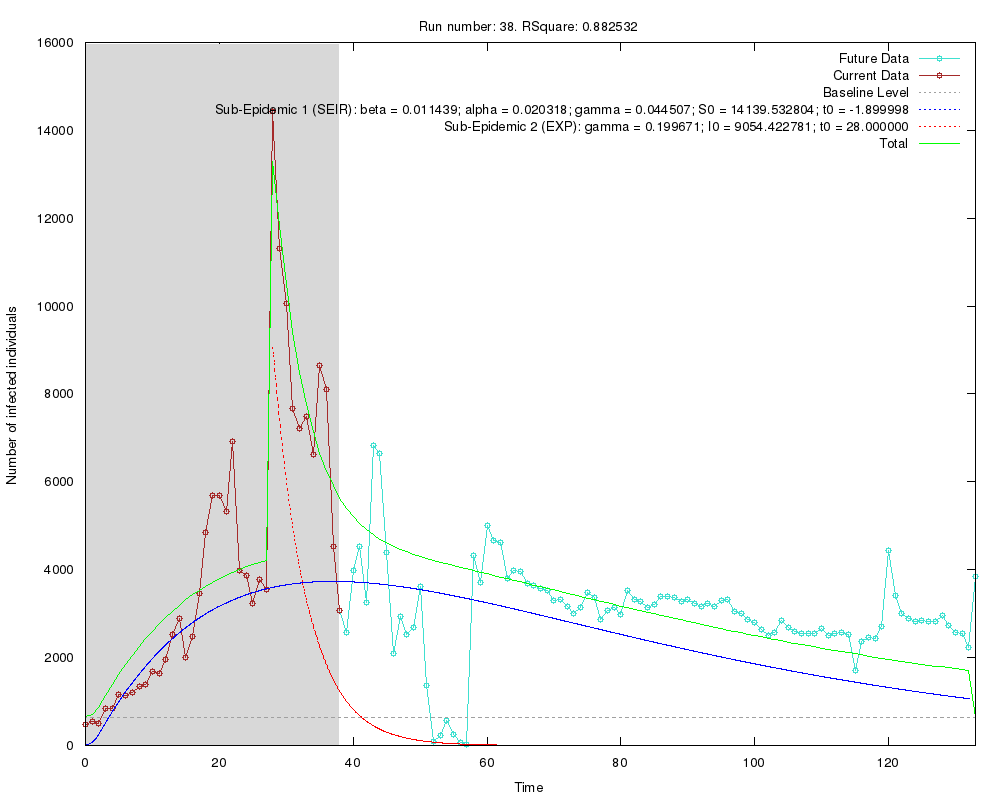 Run number: 38. RSquare: 0.882532
Number of infected individuals
16000
14000
12000
10000
8000
6000
4000
2000
0
Future Data
Current Data
Baseline Level
Sub-Epidemic 1 (SEIR): beta = 0.011439; alpha = 0.020318; gamma = 0.044507; S0 = 14139.532804; t0 = -1.899998
Sub-Epidemic 2 (EXP): gamma = 0.199671; I0 = 9054.422781; t0 = 28.000000
Total
0 20 40 60 80 100 120
Time